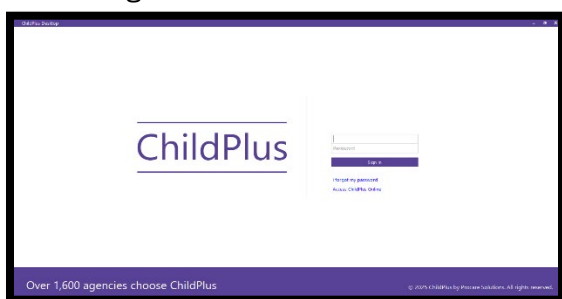 ChildPlus Desktop
ChildPlus
Password
Sign In
I forgot my password
Access ChildPlus Online
Over 1,600 agencies choose ChildPlus
© 2025 ChildPlus by Procare Solutions. All rights reserved.